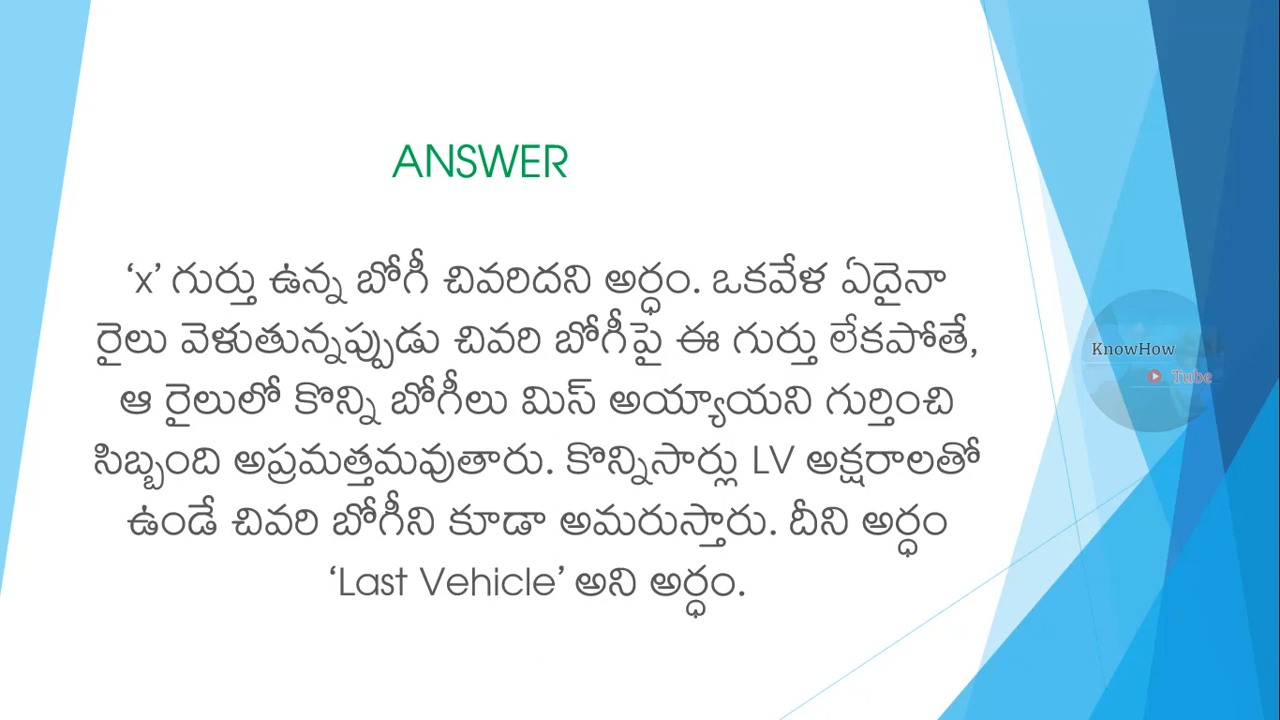 ANSWER
‘x’ గుర్తు ఉన్న బోగీ చివరిదని అర్ధం. ఒకవేళ ఏదైనా
రైలు వెళుతున్నప్పుడు చివరి బోగీపై ఈ గుర్తు లేకపోతే,
ఆ రైలులో కొన్ని బోగీలు మిస్ అయ్యాయని గుర్తించి
సిబ్బంది అప్రమత్తమవుతారు. కొన్నిసార్లు LV అక్షరాలతో
ఉండే చివరి బోగీని కూడా అమరుస్తారు. దీని అర్ధం
‘Last Vehicle’ అని అర్ధం.
KnowHow
Tube